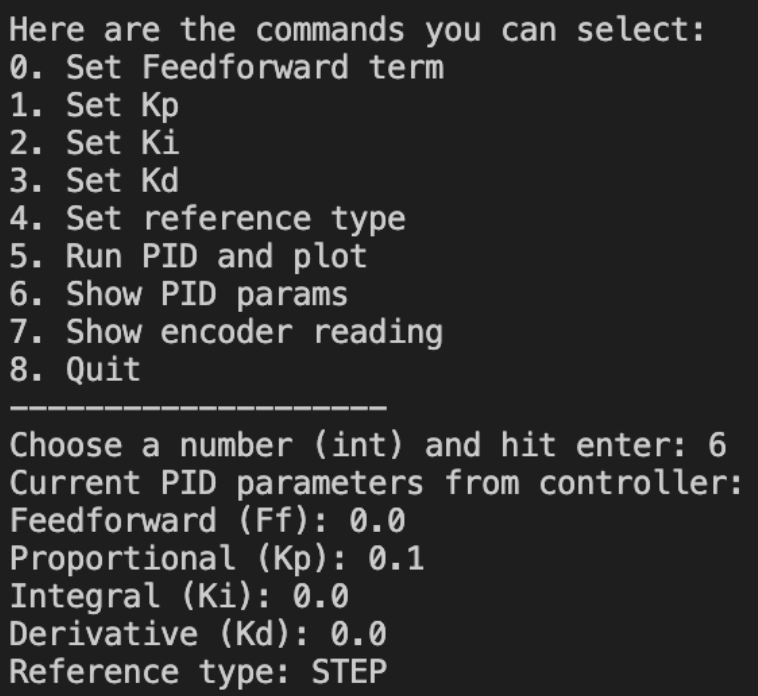 Here are the commands you can select:
0. Set Feedforward term
1. Set Kp
2. Set Ki
3. Set Kd
4. Set reference type
5. Run PID and plot
6. Show PID params
7. Show encoder reading
8. Quit
--------------------
Choose a number (int) and hit enter: 6
Current PID parameters from controller:
Feedforward (Ff): 0.0
Proportional (Kp): 0.1
Integral (Ki): 0.0
Derivative (Kd): 0.0
Reference type: STEP